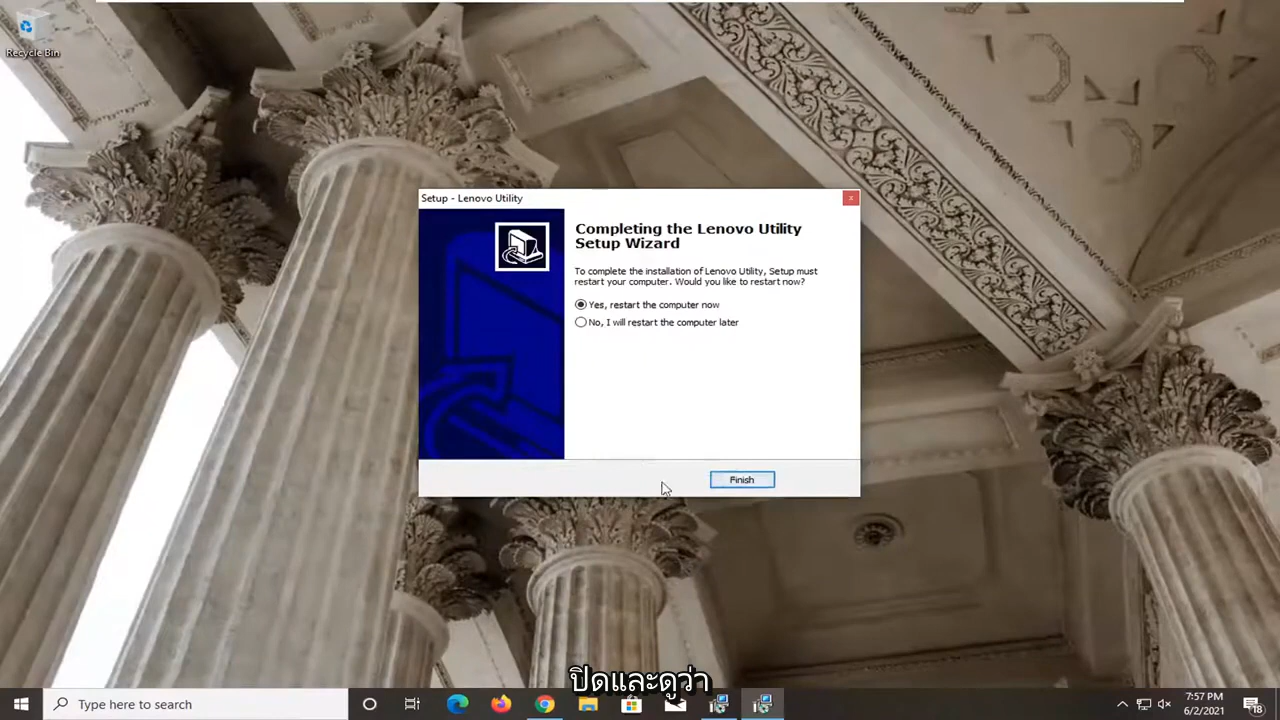 Recycle Bin
Setup - Lenovo Utility
x
Completing the Lenovo Utility
Setup Wizard
To complete the installation of Lenovo Utility, Setup must
restart your computer. Would you like to restart now?
Yes, restart the computer now
No, I will restart the computer later
Finish
ปิดและดูว่า
Type here to search
7:57 PM
6/2/2021
18